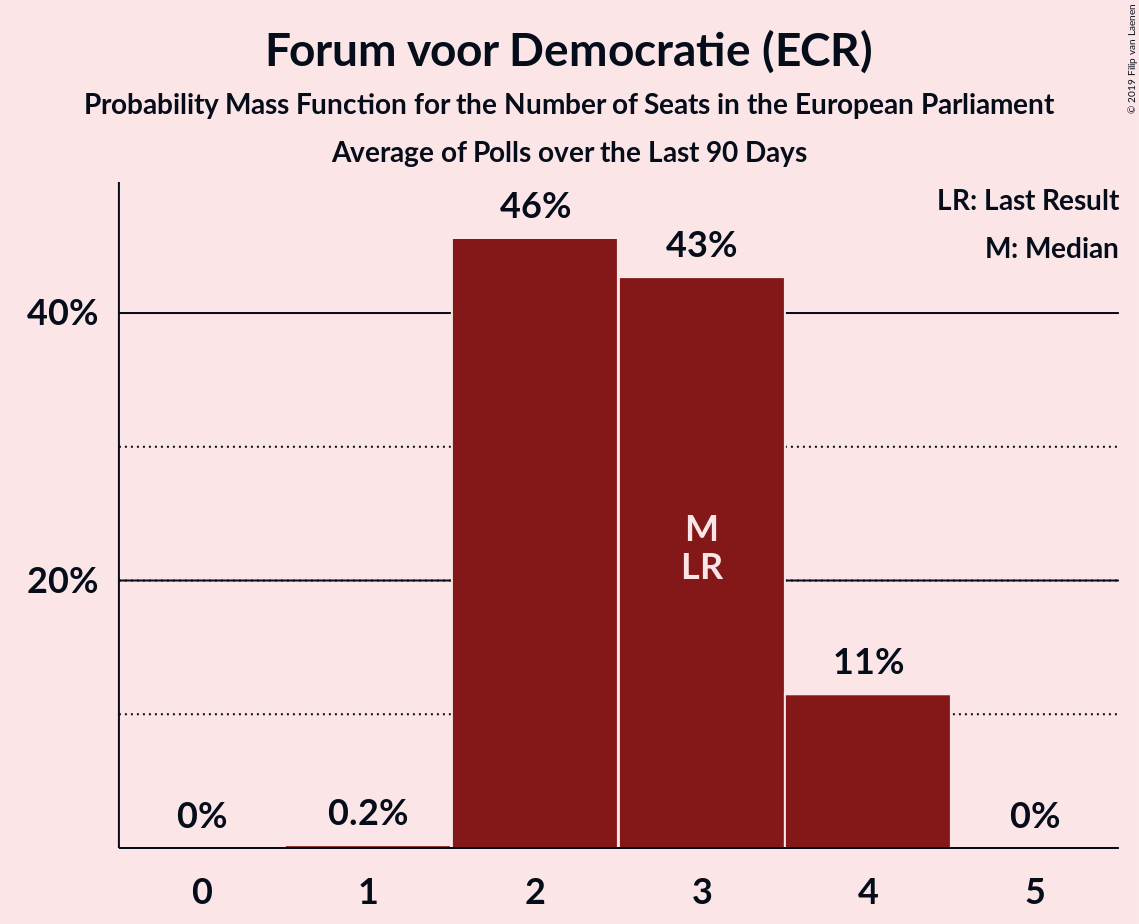 Forum voor Democratie (ECR)
Probability Mass Function for the Number of Seats in the European Parliament
Average of Polls over the Last 90 Days
© 2019 Filip van Laenen
LR: Last Result
M: Median
46%
43%
40%
M
LR
20%
11%
0%
0.2%
0%
0
1
2
3
4
5